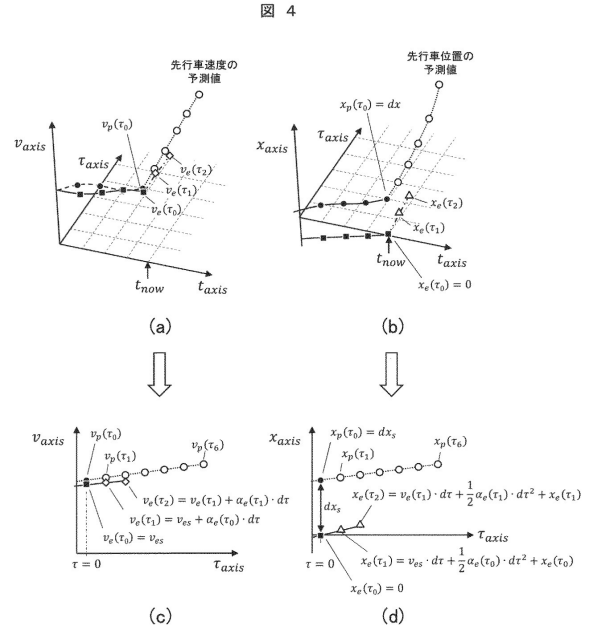 図 4
先行車速度の
予測値
v_p(τ_0)
v_axis
τ_axis
v_e(τ_2)
v_e(τ_1)
v_e(τ_0)
t_now
t_axis
(a)
先行車位置の
予測値
x_p(τ_0) = dx
x_axis
τ_axis
x_e(τ_2)
x_e(τ_1)
t_now
t_axis
x_e(τ_0) = 0
(b)
v_axis
v_p(τ_0)
v_p(τ_1)
v_p(τ_6)
v_e(τ_2) = v_e(τ_1) + α_e(τ_1) · dτ
v_e(τ_1) = v_es + α_e(τ_0) · dτ
v_e(τ_0) = v_es
τ = 0
τ_axis
(c)
x_axis
x_p(τ_0) = dx_s
x_p(τ_1)
x_p(τ_6)
x_e(τ_2) = v_e(τ_1) · dτ + 1/2 α_e(τ_1) · dτ² + x_e(τ_1)
dx_s
τ_axis
τ = 0
x_e(τ_1) = v_es · dτ + 1/2 α_e(τ_0) · dτ² + x_e(τ_0)
x_e(τ_0) = 0
(d)